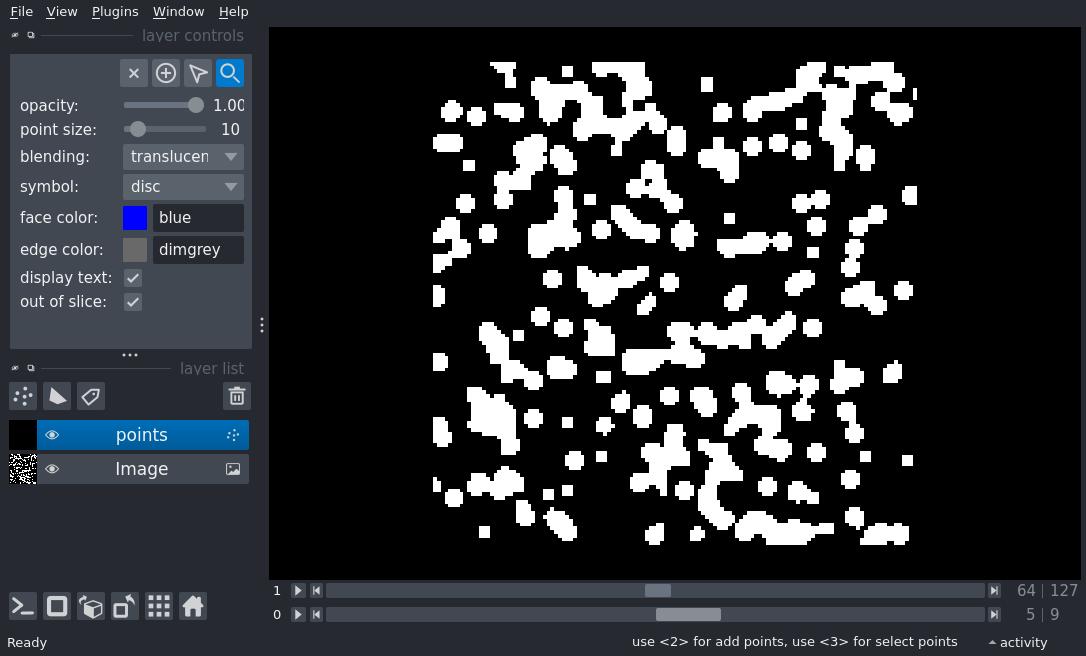 File View Plugins Window Help
layer controls
opacity: 1.00
point size: 10
blending: translucen
symbol: disc
face color: blue
edge color: dimgrey
display text:
out of slice:
layer list
points
Image
1 64 | 127
0 5 | 9
Ready use <2> for add points, use <3> for select points activity